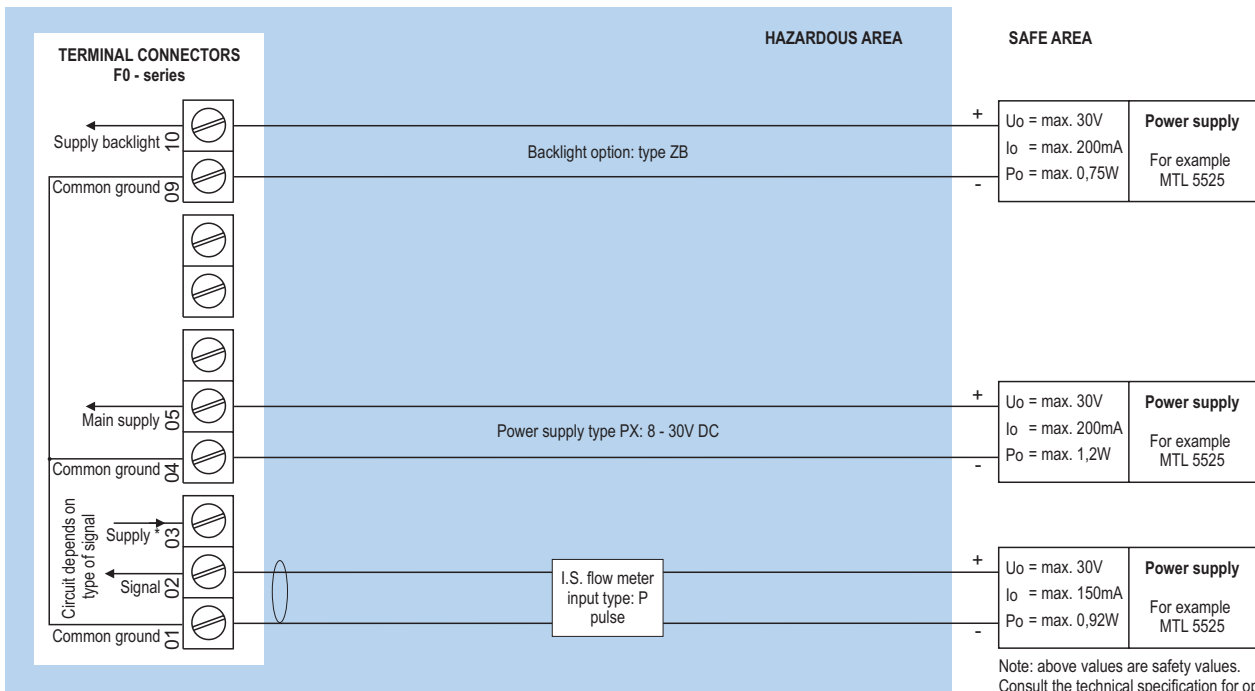 HAZARDOUS AREA
SAFE AREA
TERMINAL CONNECTORS
F0 - series
Supply backlight
10
Common ground
09
Backlight option: type ZB
+
-
Uo = max. 30V
Io = max. 200mA
Po = max. 0,75W
Power supply
For example
MTL 5525
Main supply
05
Common ground
04
Power supply type PX: 8 - 30V DC
+
-
Uo = max. 30V
Io = max. 200mA
Po = max. 1,2W
Power supply
For example
MTL 5525
Circuit depends on
type of signal
Supply *
03
Signal
02
Common ground
01
I.S. flow meter
input type: P
pulse
+
-
Uo = max. 30V
Io = max. 150mA
Po = max. 0,92W
Power supply
For example
MTL 5525
Note: above values are safety values.
Consult the technical specification for